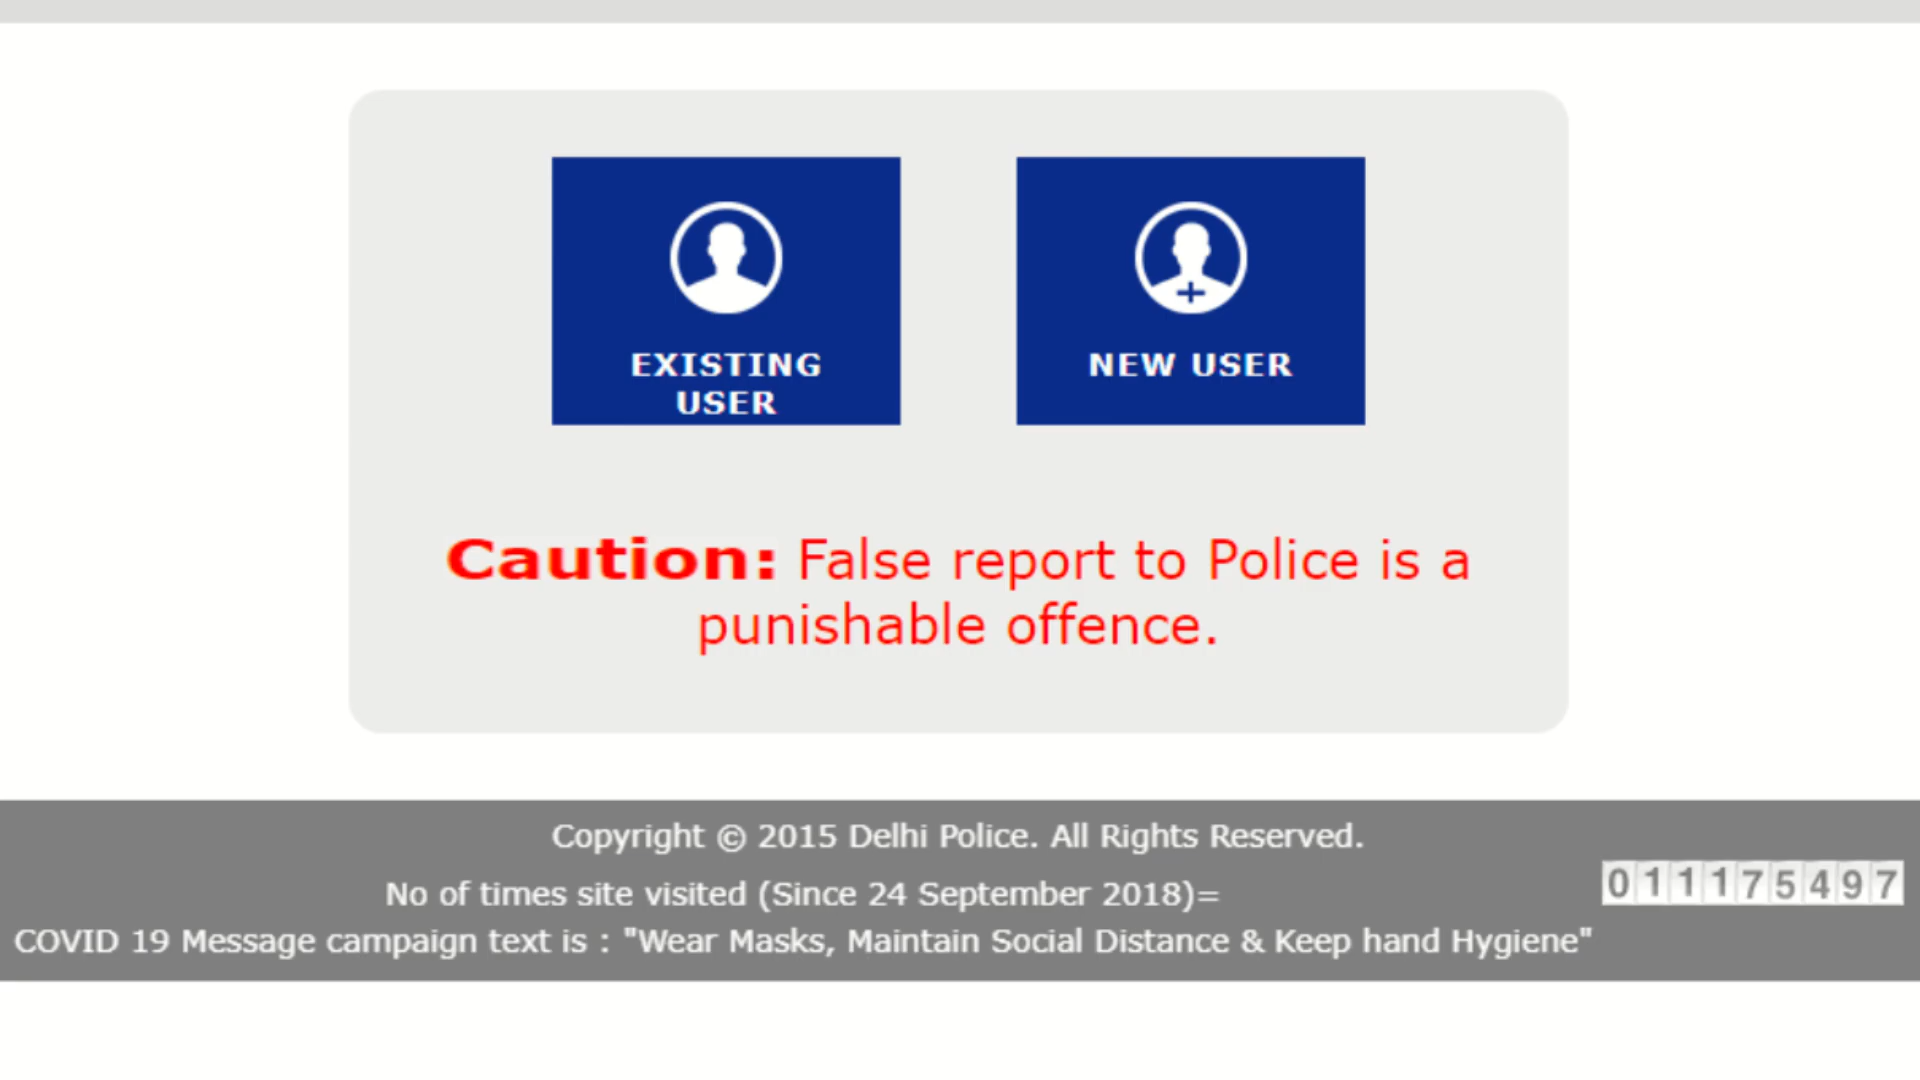 EXISTING
USER
NEW USER
Caution: False report to Police is a
punishable offence.
Copyright © 2015 Delhi Police. All Rights Reserved.
No of times site visited (Since 24 September 2018)=
011175497
COVID 19 Message campaign text is : "Wear Masks, Maintain Social Distance & Keep hand Hygiene"